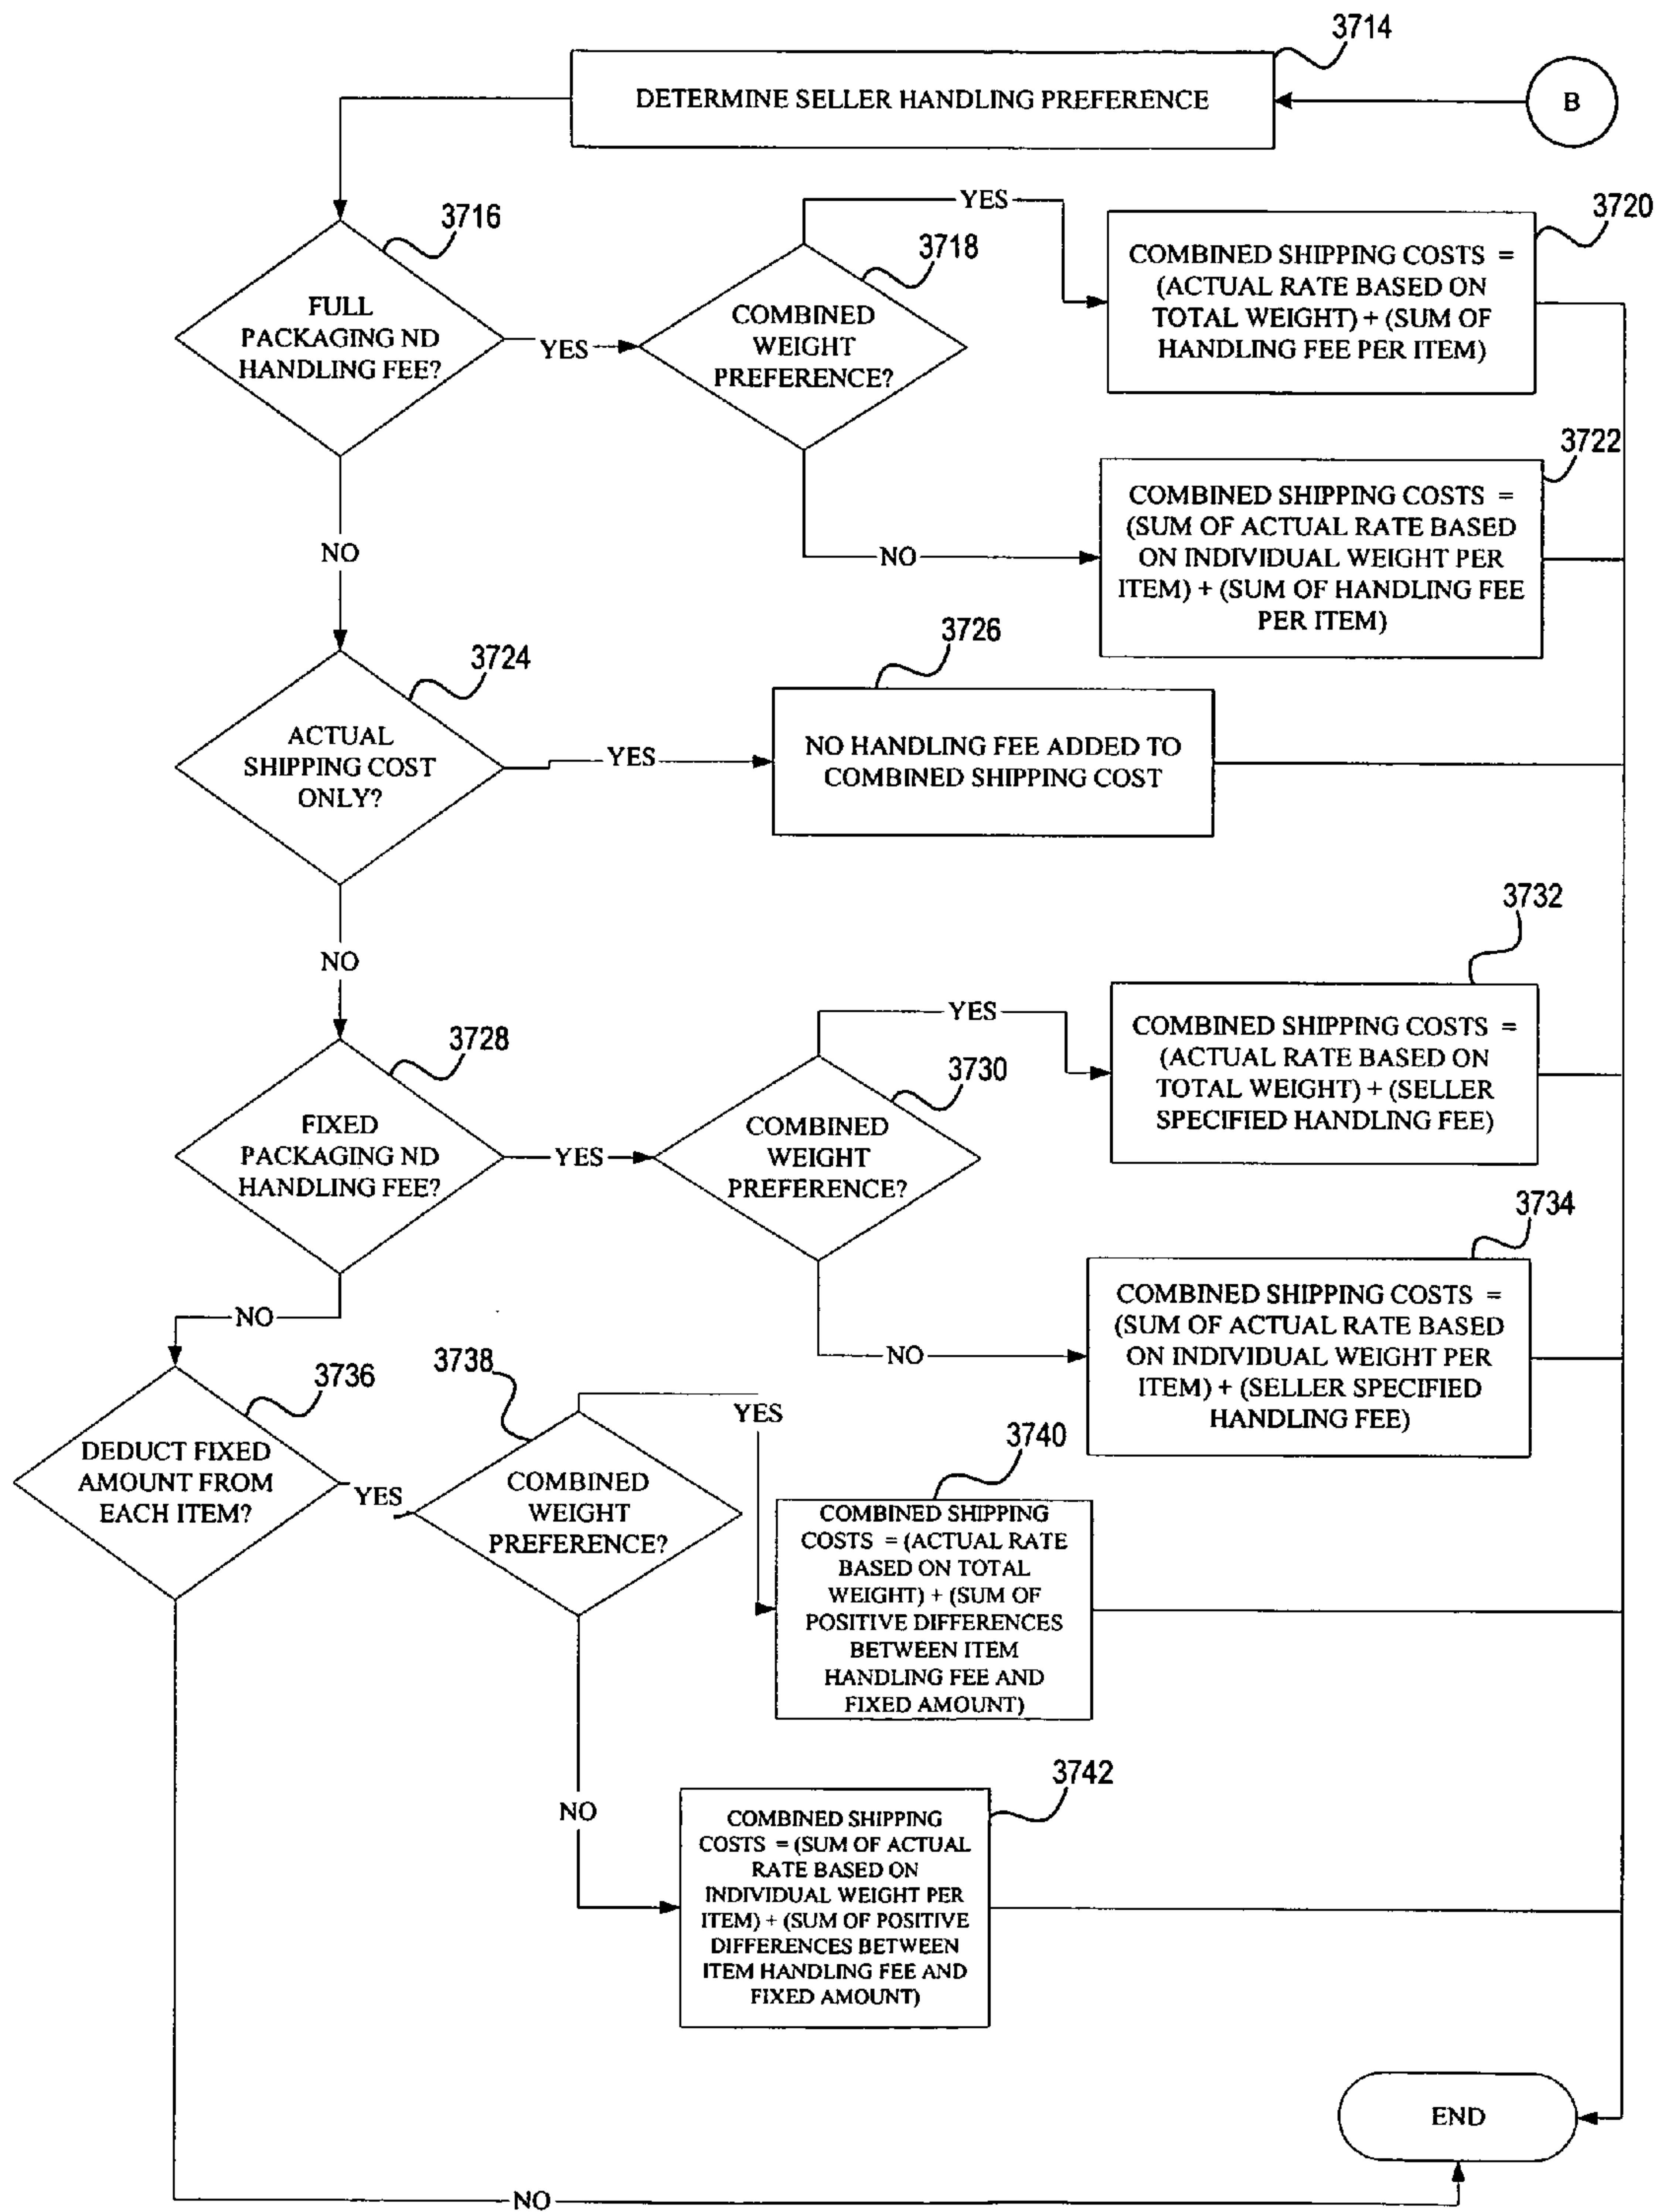 3714
DETERMINE SELLER HANDLING PREFERENCE
B
3716
FULL
PACKAGING ND
HANDLING FEE?
YES
3718
COMBINED
WEIGHT
PREFERENCE?
YES
3720
COMBINED SHIPPING COSTS =
(ACTUAL RATE BASED ON
TOTAL WEIGHT) + (SUM OF
HANDLING FEE PER ITEM)
NO
3722
COMBINED SHIPPING COSTS =
(SUM OF ACTUAL RATE BASED
ON INDIVIDUAL WEIGHT PER
ITEM) + (SUM OF HANDLING FEE
PER ITEM)
NO
3724
ACTUAL
SHIPPING COST
ONLY?
YES
3726
NO HANDLING FEE ADDED TO
COMBINED SHIPPING COST
NO
3728
FIXED
PACKAGING ND
HANDLING FEE?
YES
3730
COMBINED
WEIGHT
PREFERENCE?
YES
3732
COMBINED SHIPPING COSTS =
(ACTUAL RATE BASED ON
TOTAL WEIGHT) + (SELLER
SPECIFIED HANDLING FEE)
NO
3734
COMBINED SHIPPING COSTS =
(SUM OF ACTUAL RATE BASED
ON INDIVIDUAL WEIGHT PER
ITEM) + (SELLER SPECIFIED
HANDLING FEE)
NO
3736
DEDUCT FIXED
AMOUNT FROM
EACH ITEM?
YES
3738
COMBINED
WEIGHT
PREFERENCE?
YES
3740
COMBINED SHIPPING
COSTS = (ACTUAL RATE
BASED ON TOTAL
WEIGHT) + (SUM OF
POSITIVE DIFFERENCES
BETWEEN ITEM
HANDLING FEE AND
FIXED AMOUNT)
NO
3742
COMBINED SHIPPING
COSTS = (SUM OF ACTUAL
RATE BASED ON
INDIVIDUAL WEIGHT PER
ITEM) + (SUM OF POSITIVE
DIFFERENCES BETWEEN
ITEM HANDLING FEE AND
FIXED AMOUNT)
END
NO